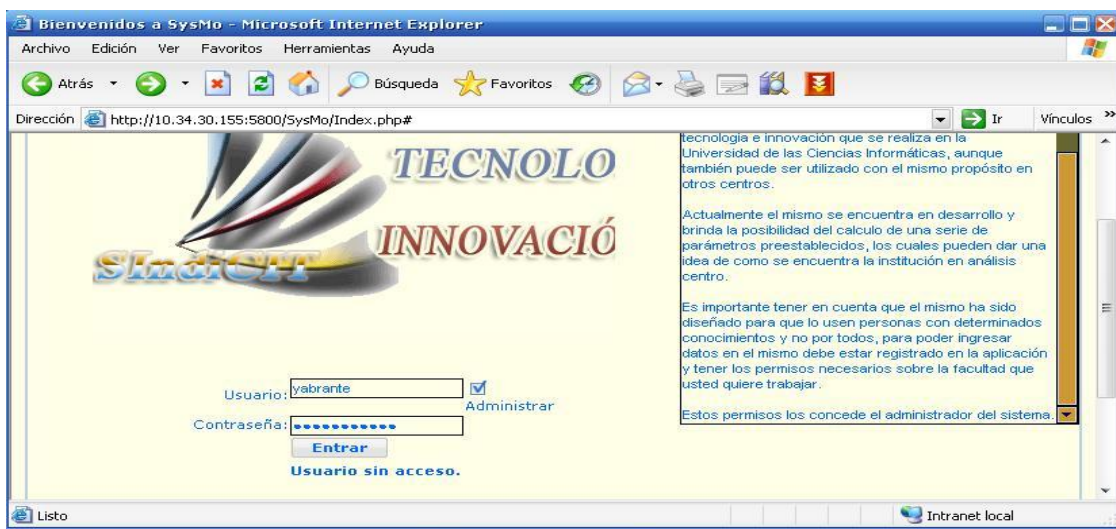 Bienvenidos a SysMo - Microsoft Internet Explorer
Archivo Edición Ver Favoritos Herramientas Ayuda
Atrás Búsqueda Favoritos
Dirección http://10.34.30.155:5800/SysMo/Index.php# Ir Vínculos »
TECNOLO
INNOVACIÓ
SIndiCIT
Usuario: yabrante
Administrar
Contraseña: •••••••••••
Entrar
Usuario sin acceso.
tecnologia e innovación que se realiza en la
Universidad de las Ciencias Informáticas, aunque
también puede ser utilizado con el mismo propósito en
otros centros.
Actualmente el mismo se encuentra en desarrollo y
brinda la posibilidad del calculo de una serie de
parámetros preestablecidos, los cuales pueden dar una
idea de como se encuentra la institución en análisis
centro.
Es importante tener en cuenta que el mismo ha sido
diseñado para que lo usen personas con determinados
conocimientos y no por todos, para poder ingresar
datos en el mismo debe estar registrado en la aplicación
y tener los permisos necesarios sobre la facultad que
usted quiere trabajar.
Estos permisos los concede el administrador del sistema.
Listo
Intranet local